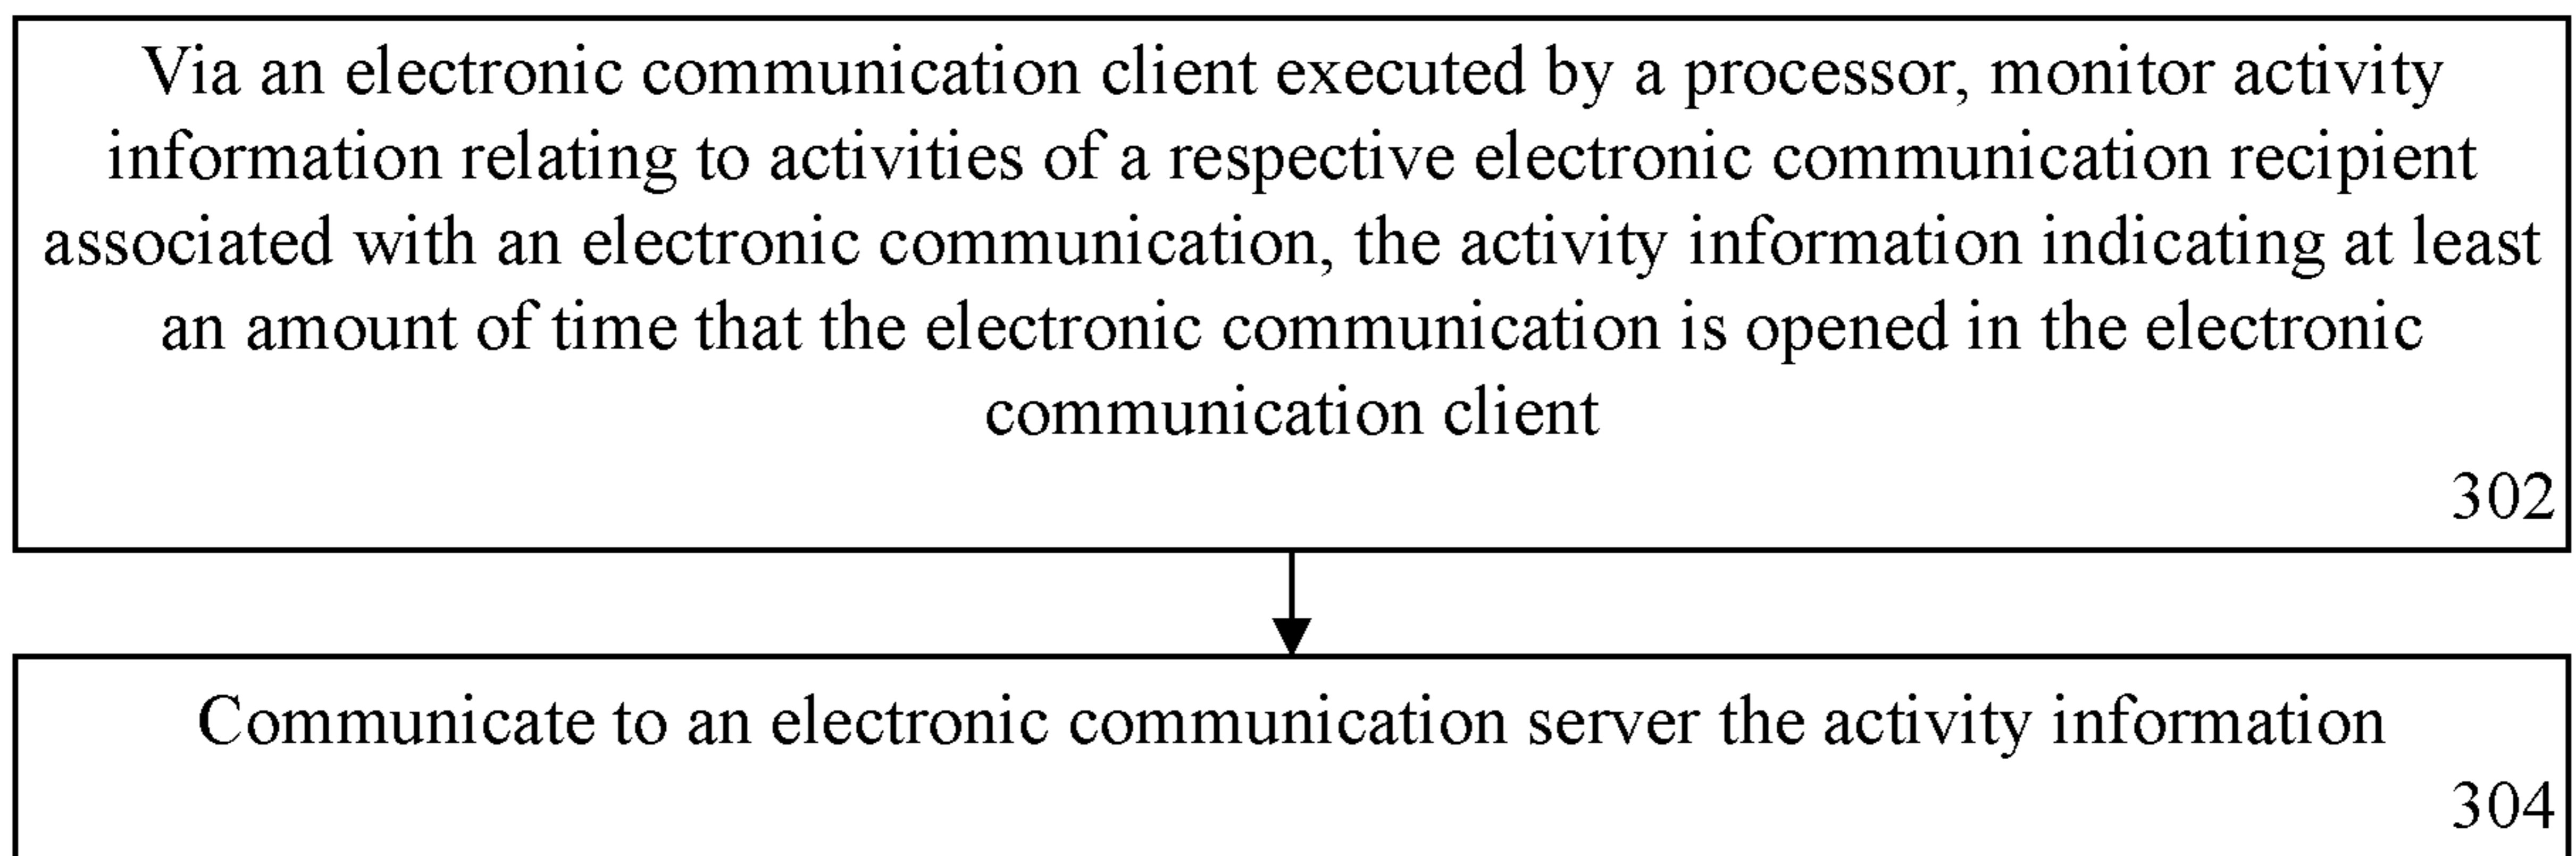 Via an electronic communication client executed by a processor, monitor activity
information relating to activities of a respective electronic communication recipient
associated with an electronic communication, the activity information indicating at least
an amount of time that the electronic communication is opened in the electronic
communication client
302
Communicate to an electronic communication server the activity information
304